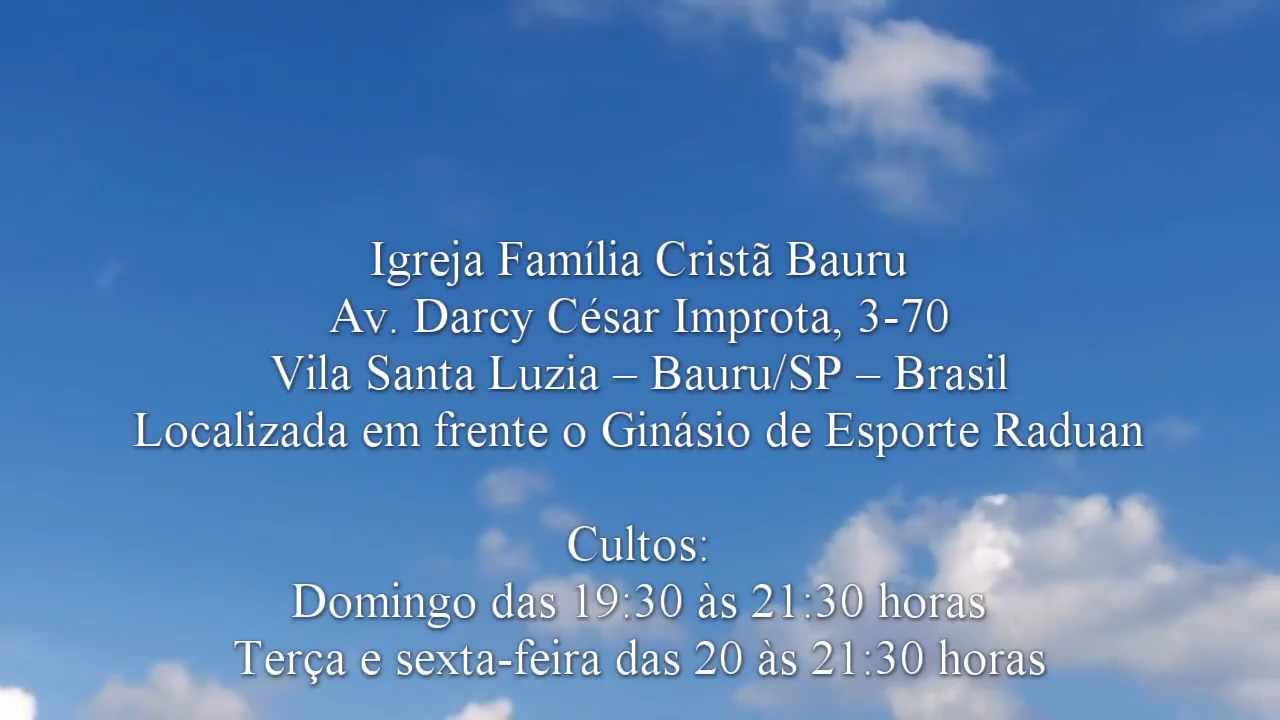 Igreja Família Cristã Bauru
Av. Darcy César Improta, 3-70
Vila Santa Luzia – Bauru/SP – Brasil
Localizada em frente o Ginásio de Esporte Raduan
Cultos:
Domingo das 19:30 às 21:30 horas
Terça e sexta-feira das 20 às 21:30 horas